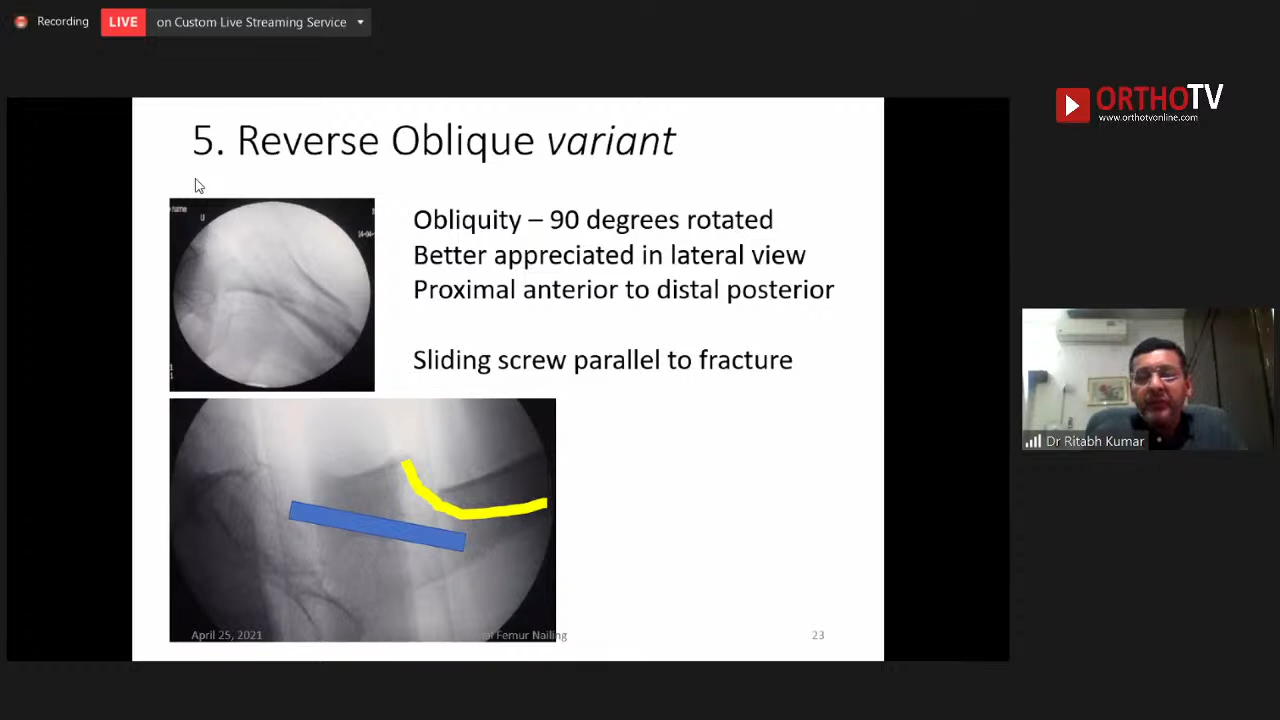 Recording
LIVE on Custom Live Streaming Service
ORTHOTV
www.orthotvonline.com
5. Reverse Oblique variant
name
U
Obliquity – 90 degrees rotated
Better appreciated in lateral view
Proximal anterior to distal posterior
Sliding screw parallel to fracture
April 25, 2021
Femur Nailing
23
Dr Ritabh Kumar